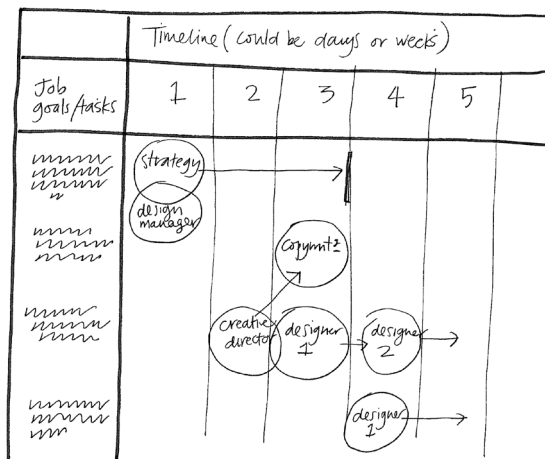 Timeline (could be days or weeks)
Job
goals/tasks
1
2
3
4
5
strategy
design
manager
creative
director
designer
1
designer
2
designer
1